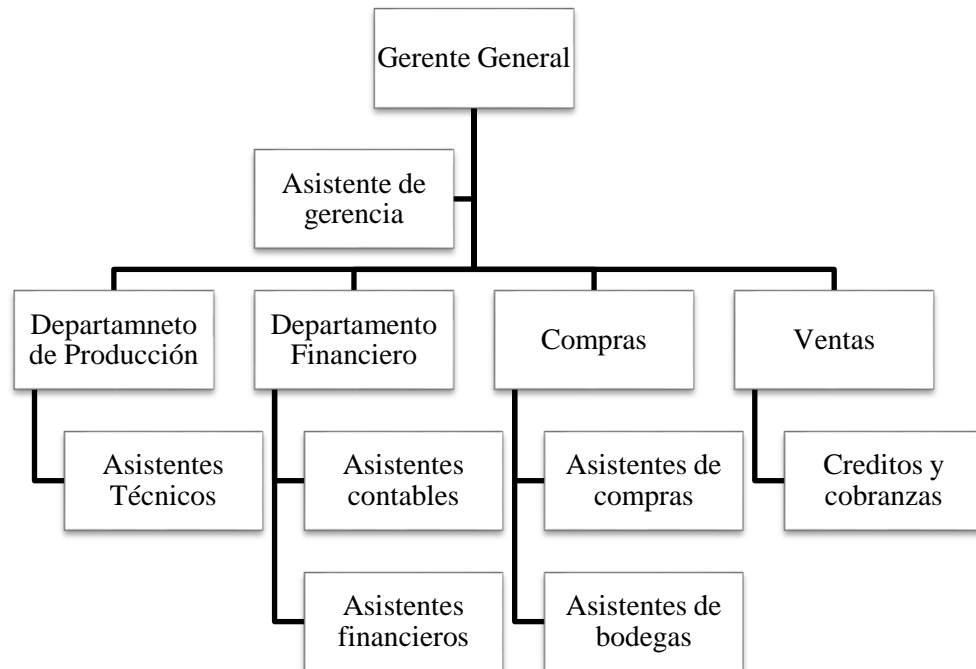 Gerente General
Asistente de
gerencia
Departamneto
de Producción
Departamento
Financiero
Compras
Ventas
Asistentes
Técnicos
Asistentes
contables
Asistentes de
compras
Creditos y
cobranzas
Asistentes
financieros
Asistentes de
bodegas